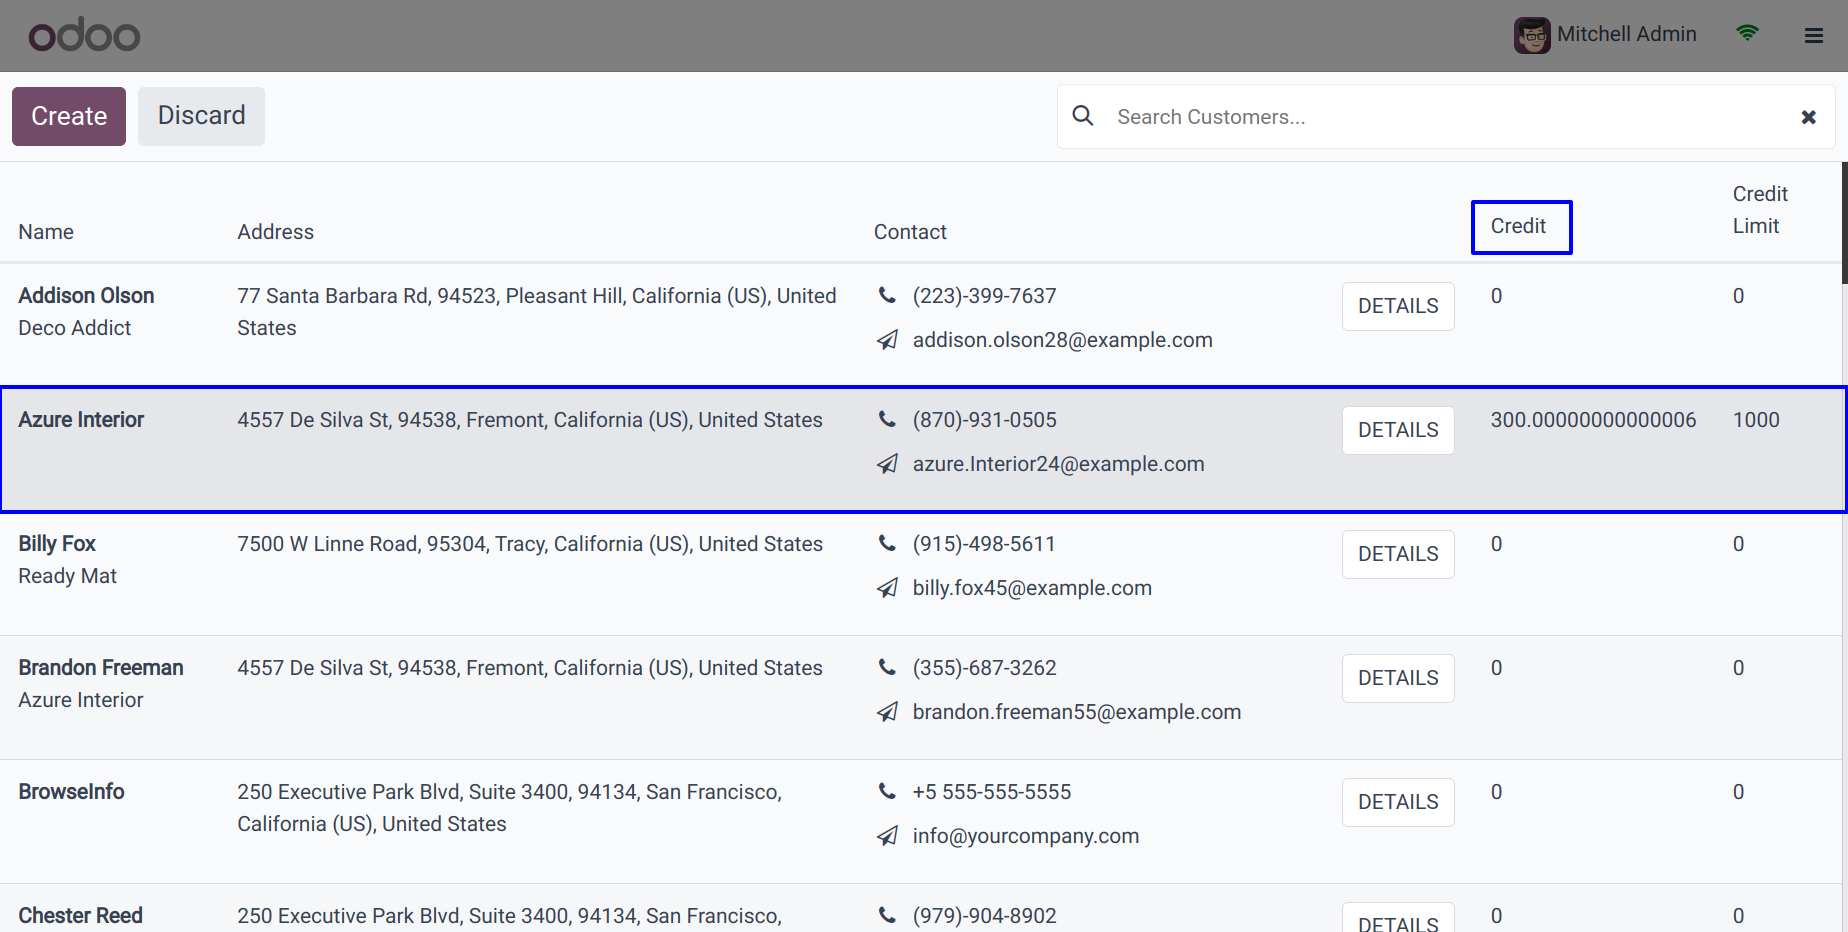 odoo
Mitchell Admin
Create
Discard
Search Customers...
Name
Address
Contact
Credit
Credit
Limit
Addison Olson
Deco Addict
77 Santa Barbara Rd, 94523, Pleasant Hill, California (US), United
States
(223)-399-7637
addison.olson28@example.com
DETAILS
0
0
Azure Interior
4557 De Silva St, 94538, Fremont, California (US), United States
(870)-931-0505
azure.Interior24@example.com
DETAILS
300.00000000000006
1000
Billy Fox
Ready Mat
7500 W Linne Road, 95304, Tracy, California (US), United States
(915)-498-5611
billy.fox45@example.com
DETAILS
0
0
Brandon Freeman
Azure Interior
4557 De Silva St, 94538, Fremont, California (US), United States
(355)-687-3262
brandon.freeman55@example.com
DETAILS
0
0
BrowseInfo
250 Executive Park Blvd, Suite 3400, 94134, San Francisco,
California (US), United States
+5 555-555-5555
info@yourcompany.com
DETAILS
0
0
Chester Reed
250 Executive Park Blvd, Suite 3400, 94134, San Francisco,
(979)-904-8902
DETAILS
0
0